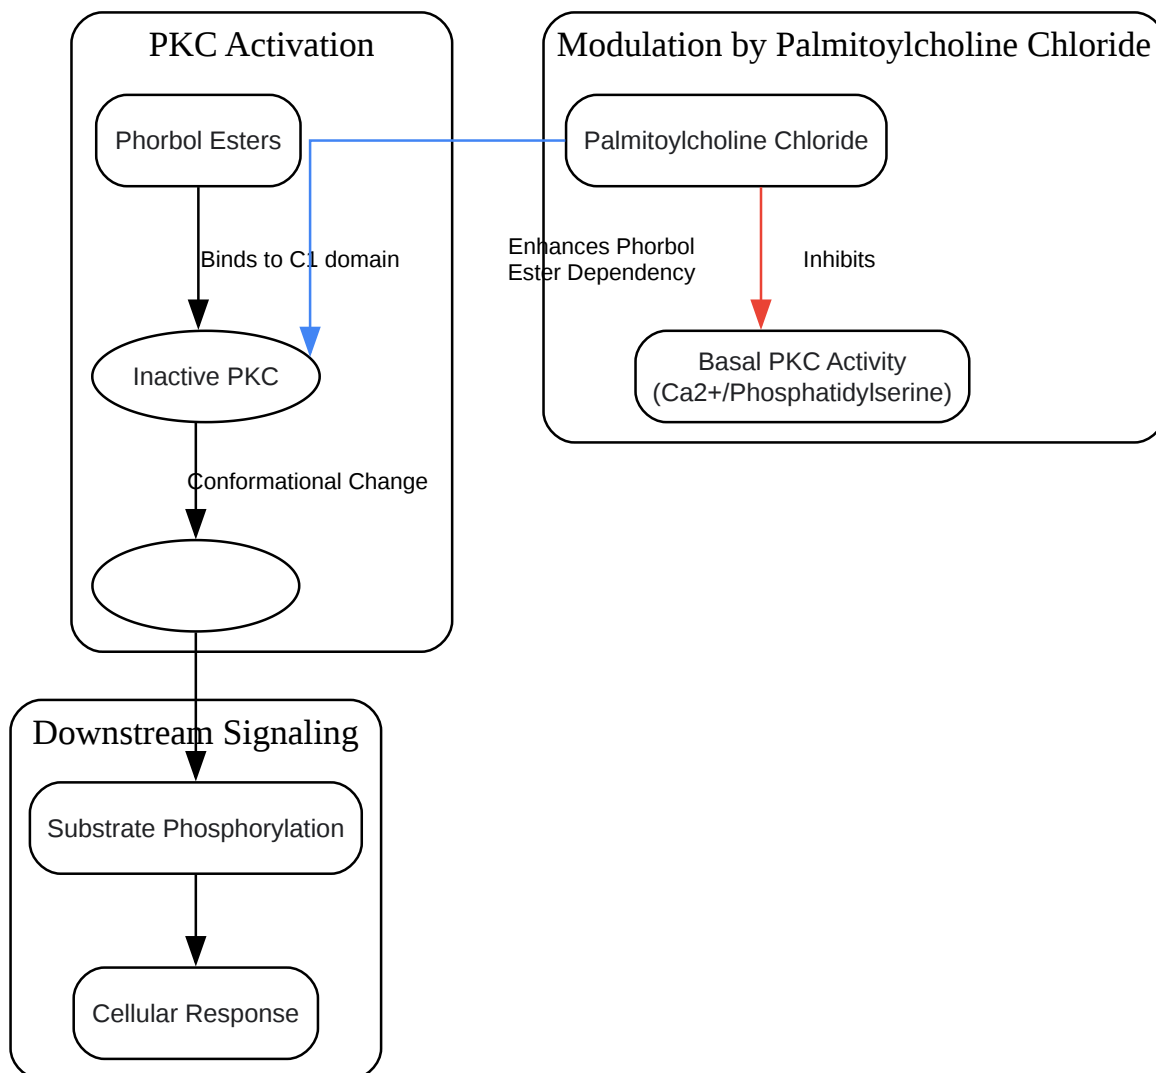 PKC Activation
Modulation by Palmitoylcholine Chloride
Phorbol Esters
Palmitoylcholine Chloride
Binds to C1 domain
Enhances Phorbol
Ester Dependency
Inhibits
Inactive PKC
Basal PKC Activity
(Ca2+/Phosphatidylserine)
Conformational Change
Downstream Signaling
Substrate Phosphorylation
Cellular Response